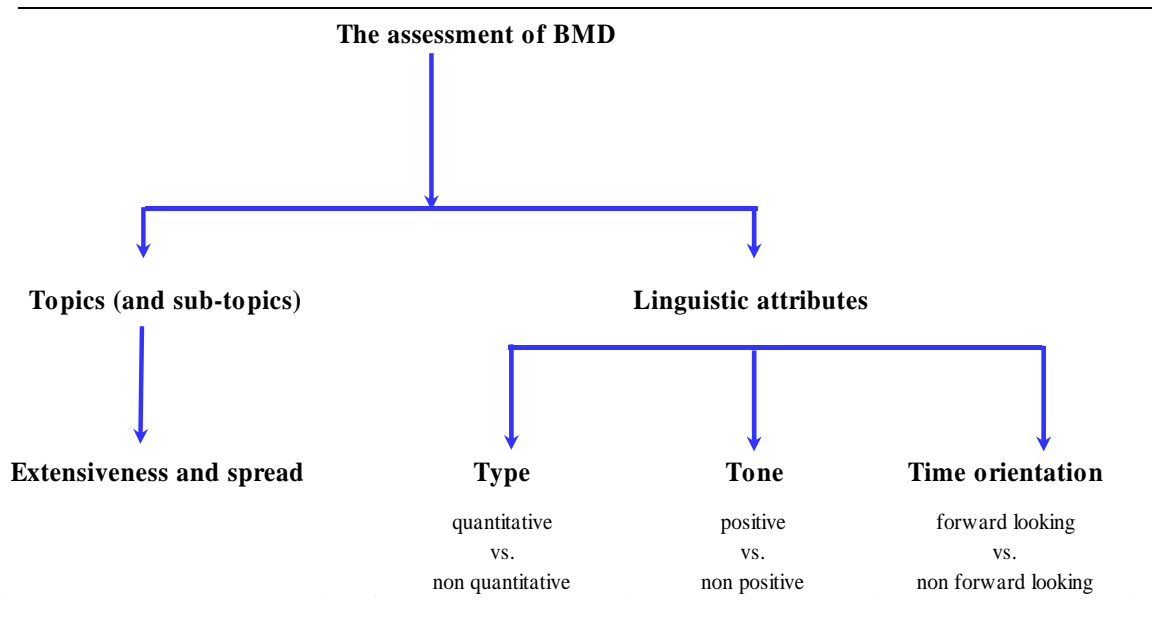 The assessment of BMD
Topics (and sub-topics)
Linguistic attributes
Extensiveness and spread
Type
Tone
Time orientation
quantitative
vs.
non quantitative
positive
vs.
non positive
forward looking
vs.
non forward looking